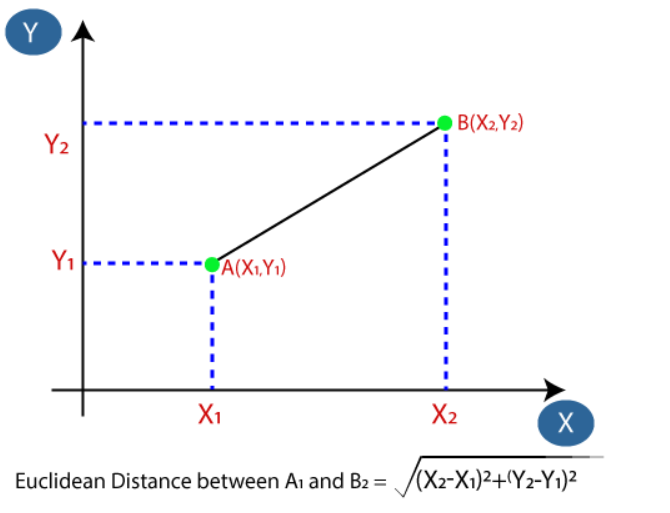 Y
Y₂
B(X₂,Y₂)
Y₁
A(X₁,Y₁)
X₁
X₂
X
Euclidean Distance between A₁ and B₂ = √(X₂-X₁)²+(Y₂-Y₁)²